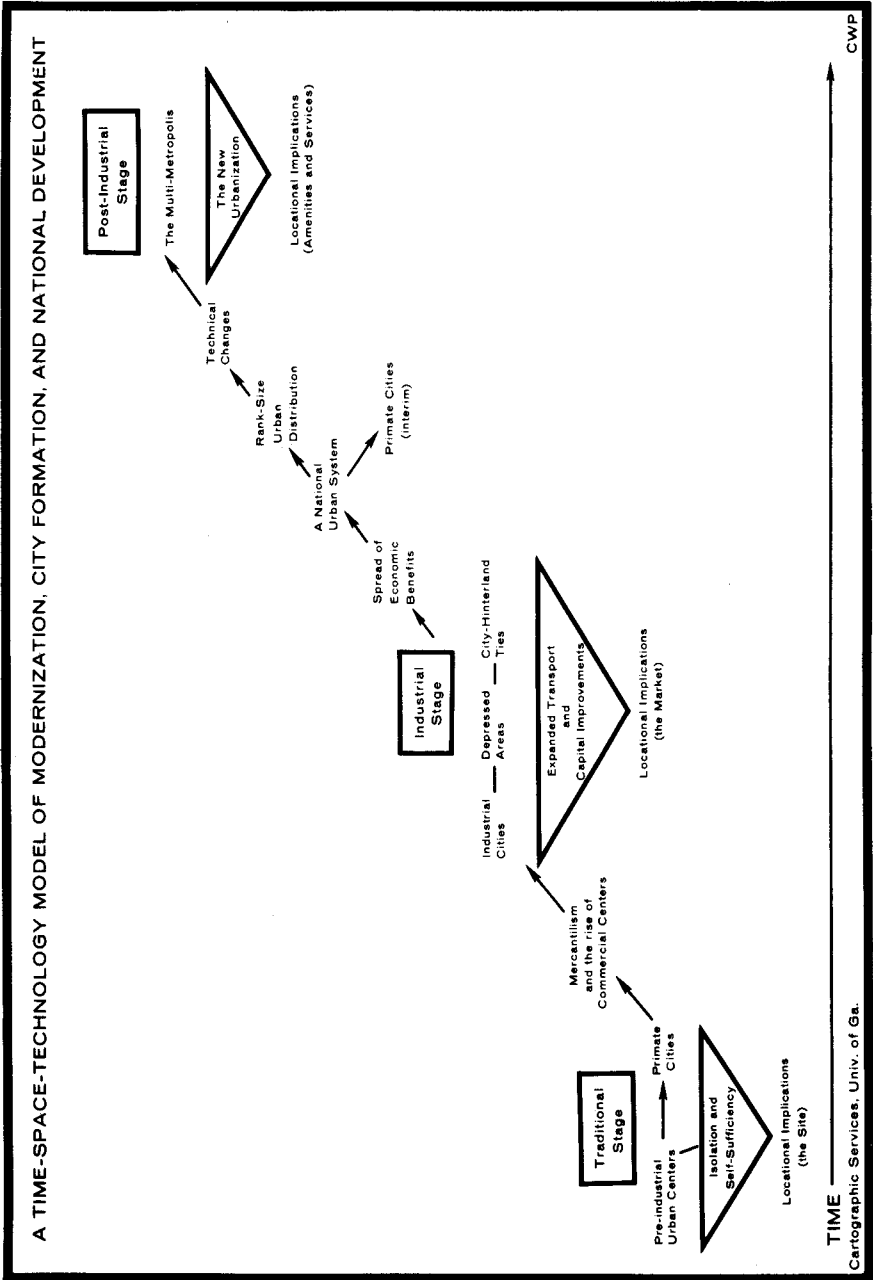 A TIME-SPACE-TECHNOLOGY MODEL OF MODERNIZATION, CITY FORMATION, AND NATIONAL DEVELOPMENT
Traditional
Stage
Pre-industrial
Urban Centers
Primate
Cities
Isolation and
Self-Sufficiency
Locational Implications
(the Site)
Mercantilism
and the rise of
Commercial Centers
Industrial
Stage
Industrial
Cities
Depressed
Areas
City-Hinterland
Ties
Expanded Transport
and
Capital Improvements
Locational Implications
(the Market)
Spread of
Economic
Benefits
A National
Urban System
Primate Cities
(interim)
Rank-Size
Urban
Distribution
Technical
Changes
Post-Industrial
Stage
The Multi-Metropolis
The New
Urbanization
Locational Implications
(Amenities and Services)
TIME
Cartographic Services, Univ. of Ga.
CWP